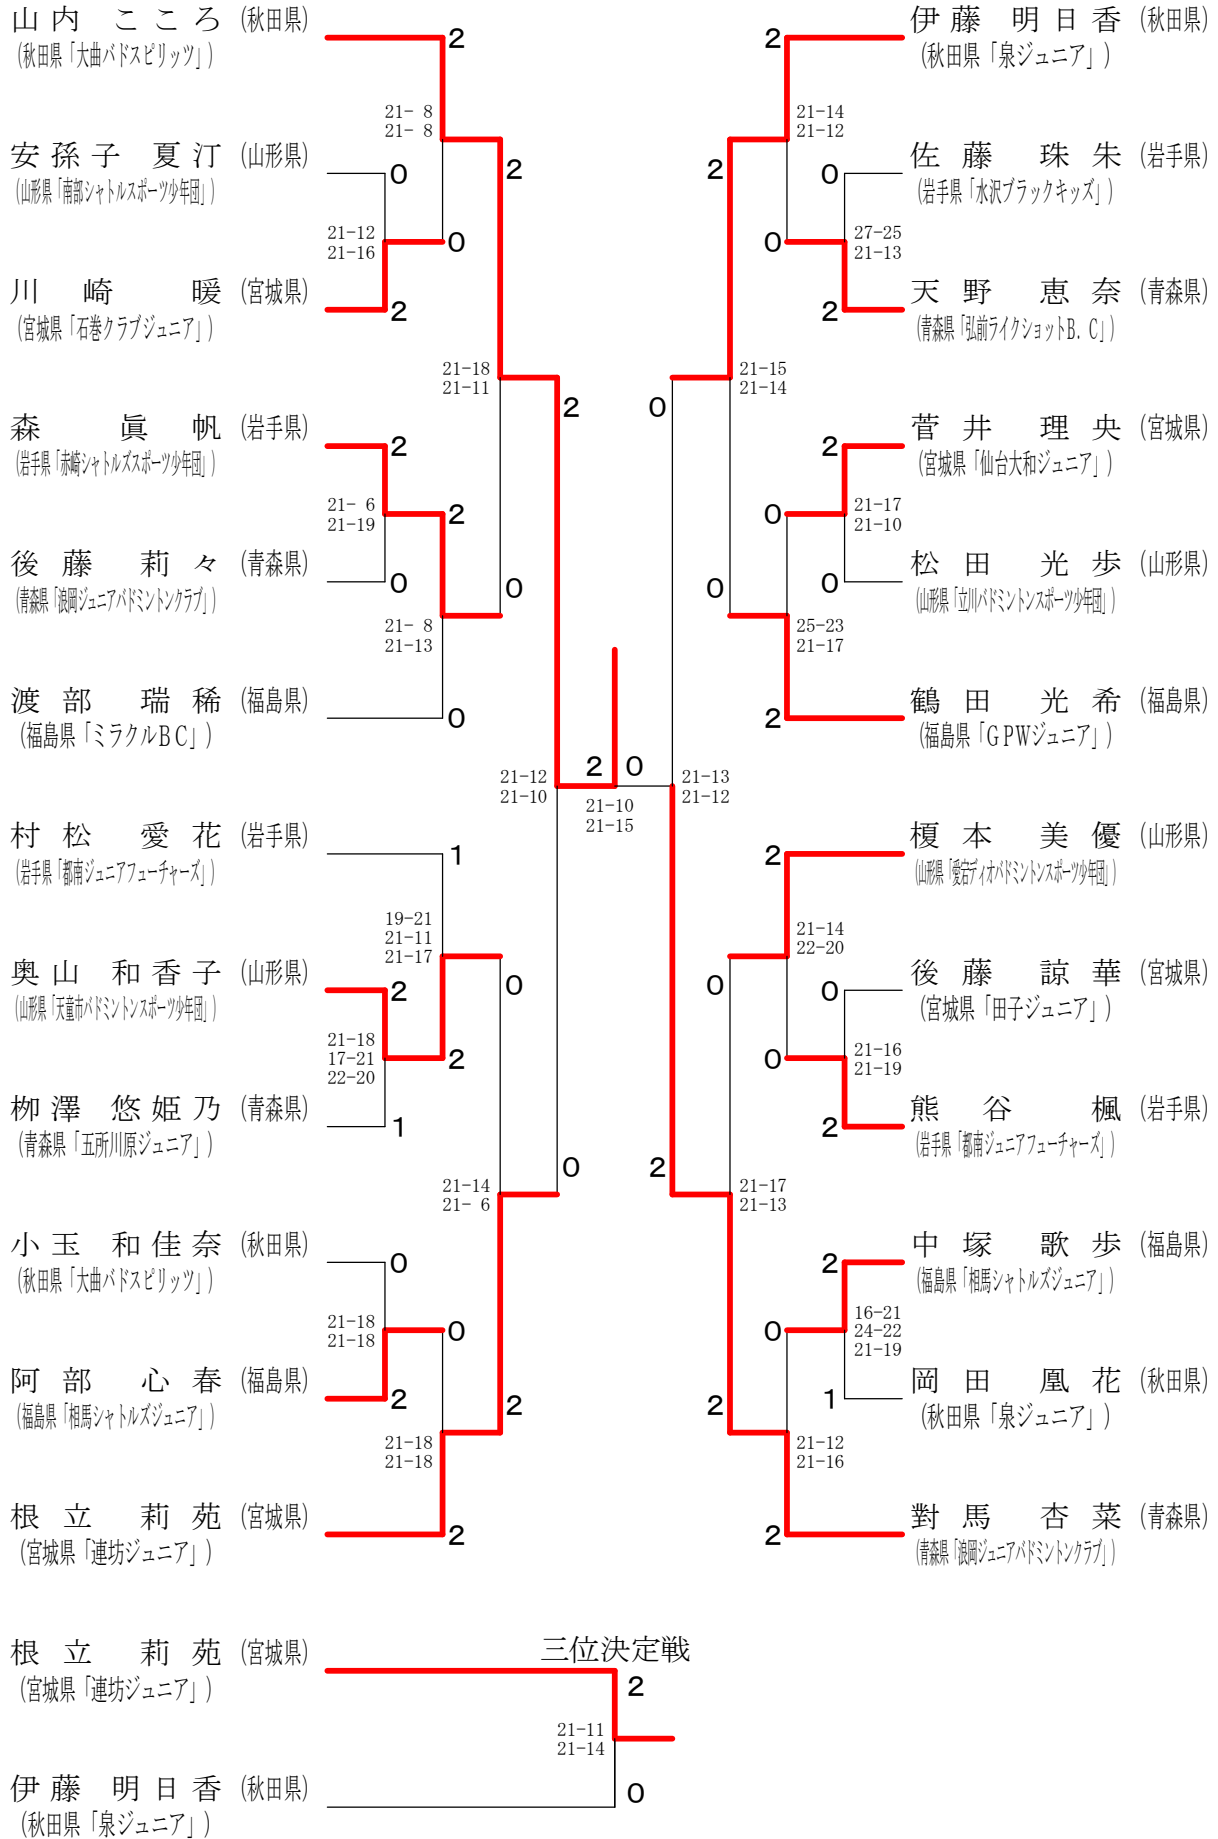 山内 こころ (秋田県)
(秋田県「大曲バドスピリッツ」)
2
21- 8
21- 8
安孫子 夏汀 (山形県)
(山形県「南部シャトルスポーツ少年団」)
0
2
21-12
21-16
0
川崎 暖 (宮城県)
(宮城県「石巻クラブジュニア」)
2
21-18
21-11
2
森 眞帆 (岩手県)
(岩手県「赤崎シャトルズスポーツ少年団」)
2
21- 6
21-19
2
後藤 莉々 (青森県)
(青森県「浪岡ジュニアバドミントンクラブ」)
0
0
21- 8
21-13
渡部 瑞稀 (福島県)
(福島県「ミラクルBC」)
0
21-12
21-10
村松 愛花 (岩手県)
(岩手県「都南ジュニアフューチャーズ」)
1
19-21
21-11
21-17
奥山 和香子 (山形県)
(山形県「天童市バドミントンスポーツ少年団」)
2
0
21-18
17-21
22-20
2
栁澤 悠姫乃 (青森県)
(青森県「五所川原ジュニア」)
1
0
21-14
21- 6
小玉 和佳奈 (秋田県)
(秋田県「大曲バドスピリッツ」)
0
21-18
21-18
0
阿部 心春 (福島県)
(福島県「相馬シャトルズジュニア」)
2
2
21-18
21-18
根立 莉苑 (宮城県)
(宮城県「連坊ジュニア」)
2
2 0
21-10
21-15
伊藤 明日香 (秋田県)
(秋田県「泉ジュニア」)
2
21-14
21-12
佐藤 珠朱 (岩手県)
(岩手県「水沢ブラックキッズ」)
0
2
27-25
21-13
0
天野 恵奈 (青森県)
(青森県「弘前ライクショットB.C」)
2
21-15
21-14
0
菅井 理央 (宮城県)
(宮城県「仙台大和ジュニア」)
2
21-17
21-10
0
松田 光歩 (山形県)
(山形県「立川バドミントンスポーツ少年団」)
0
0
25-23
21-17
鶴田 光希 (福島県)
(福島県「GPWジュニア」)
2
21-13
21-12
榎本 美優 (山形県)
(山形県「愛宕ディオバドミントンスポーツ少年団」)
2
21-14
22-20
後藤 諒華 (宮城県)
(宮城県「田子ジュニア」)
0
0
21-16
21-19
0
熊谷 楓 (岩手県)
(岩手県「都南ジュニアフューチャーズ」)
2
2
21-17
21-13
中塚 歌歩 (福島県)
(福島県「相馬シャトルズジュニア」)
2
16-21
24-22
21-19
0
岡田 凰花 (秋田県)
(秋田県「泉ジュニア」)
1
2
21-12
21-16
對馬 杏菜 (青森県)
(青森県「浪岡ジュニアバドミントンクラブ」)
2
三位決定戦
根立 莉苑 (宮城県)
(宮城県「連坊ジュニア」)
2
21-11
21-14
伊藤 明日香 (秋田県)
(秋田県「泉ジュニア」)
0